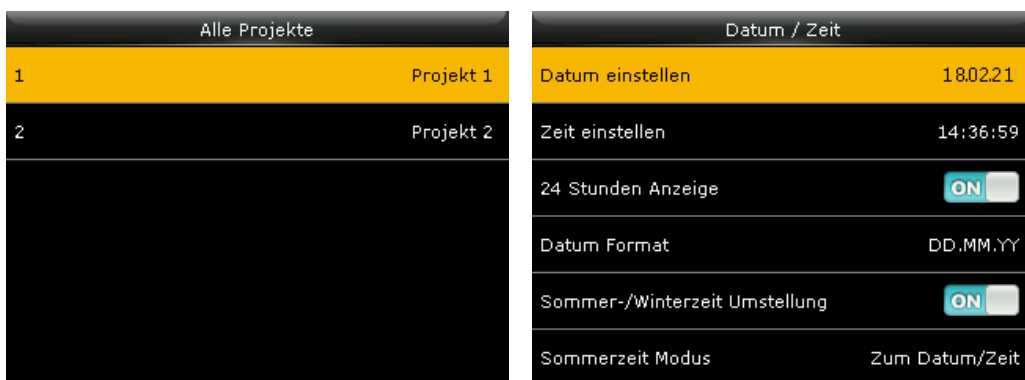 Alle Projekte
1 Projekt 1
2 Projekt 2
Datum / Zeit
Datum einstellen 18.02.21
Zeit einstellen 14:36:59
24 Stunden Anzeige ON
Datum Format DD.MM.YY
Sommer-/Winterzeit Umstellung ON
Sommerzeit Modus Zum Datum/Zeit